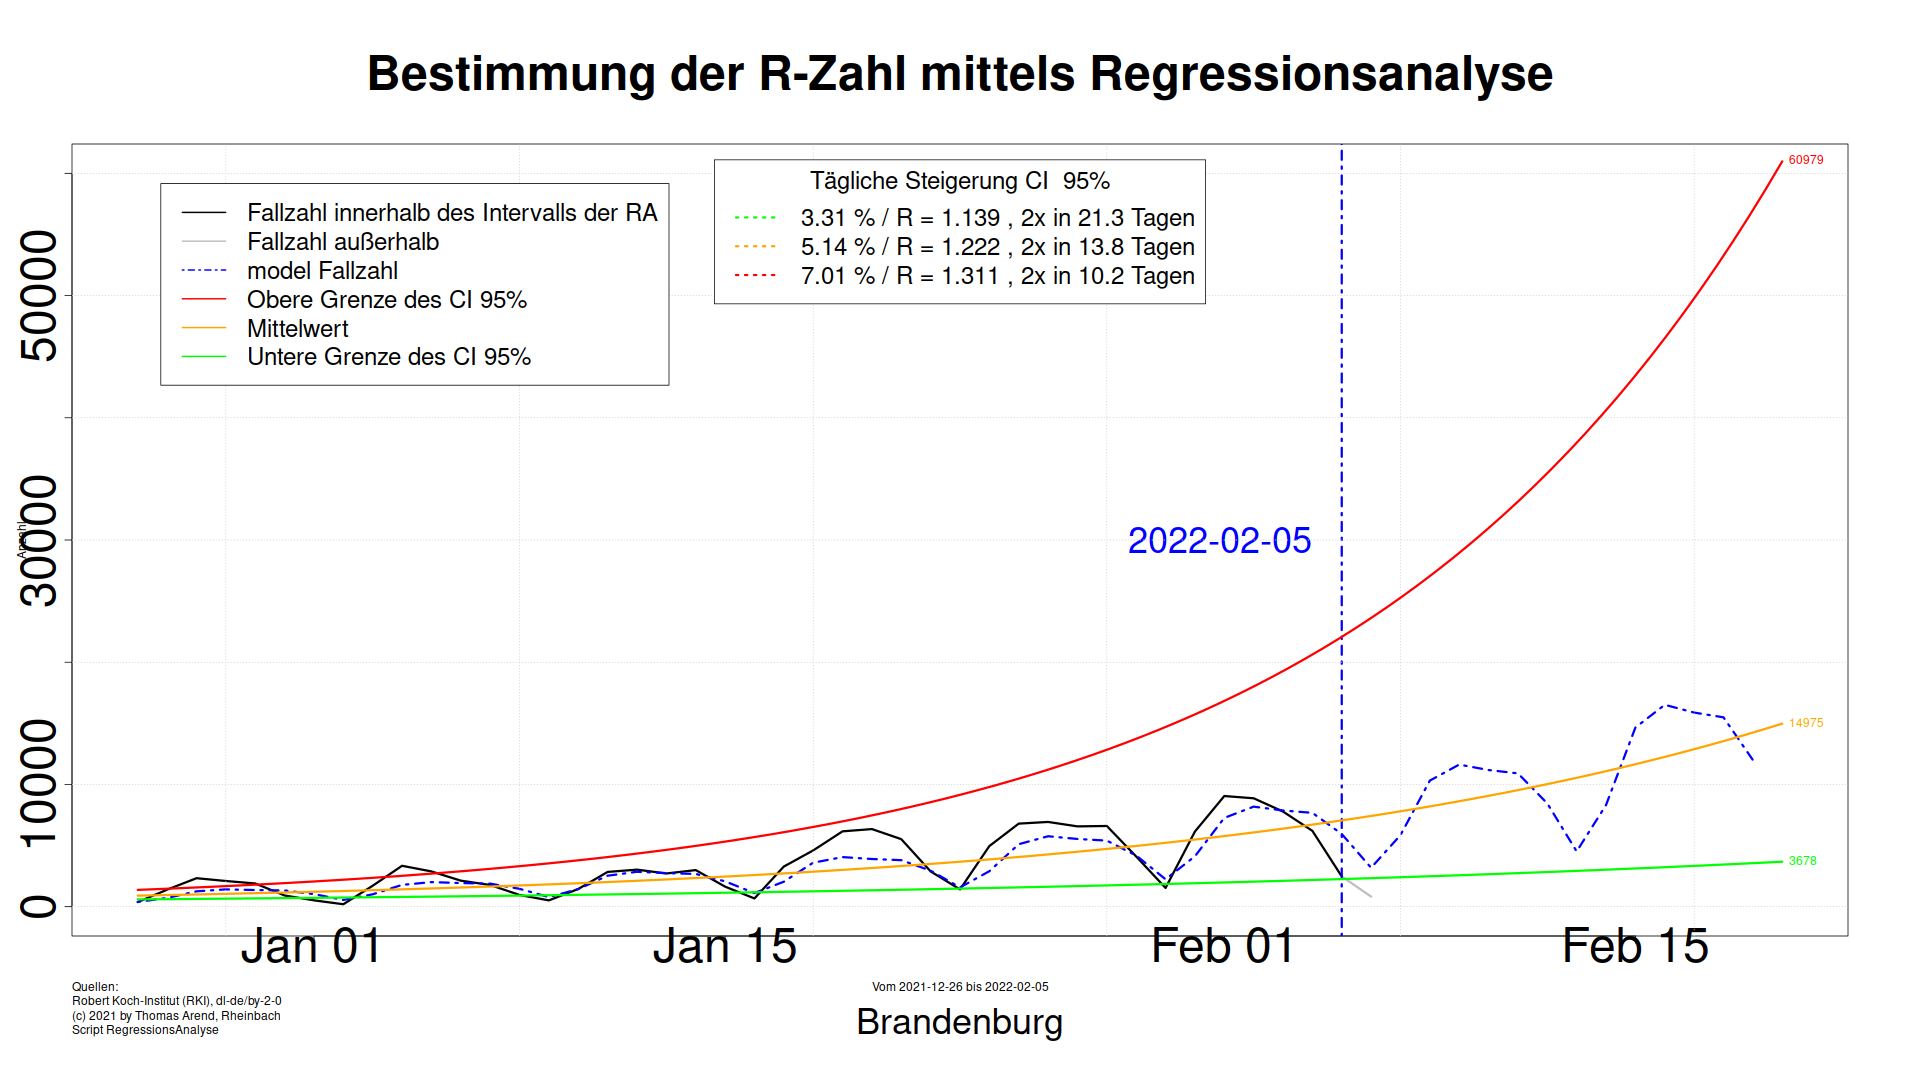 Bestimmung der R-Zahl mittels Regressionsanalyse
Fallzahl innerhalb des Intervalls der RA
Fallzahl außerhalb
model Fallzahl
Obere Grenze des CI 95%
Mittelwert
Untere Grenze des CI 95%
Tägliche Steigerung CI  95%
3.31 % / R = 1.139 , 2x in 21.3 Tagen
5.14 % / R = 1.222 , 2x in 13.8 Tagen
7.01 % / R = 1.311 , 2x in 10.2 Tagen
60979
14975
3678
2022-02-05
50000
30000
10000
0
Anzahl
Jan 01
Jan 15
Feb 01
Feb 15
Quellen:
Robert Koch-Institut (RKI), dl-de/by-2-0
(c) 2021 by Thomas Arend, Rheinbach
Script RegressionsAnalyse
Vom 2021-12-26 bis 2022-02-05
Brandenburg